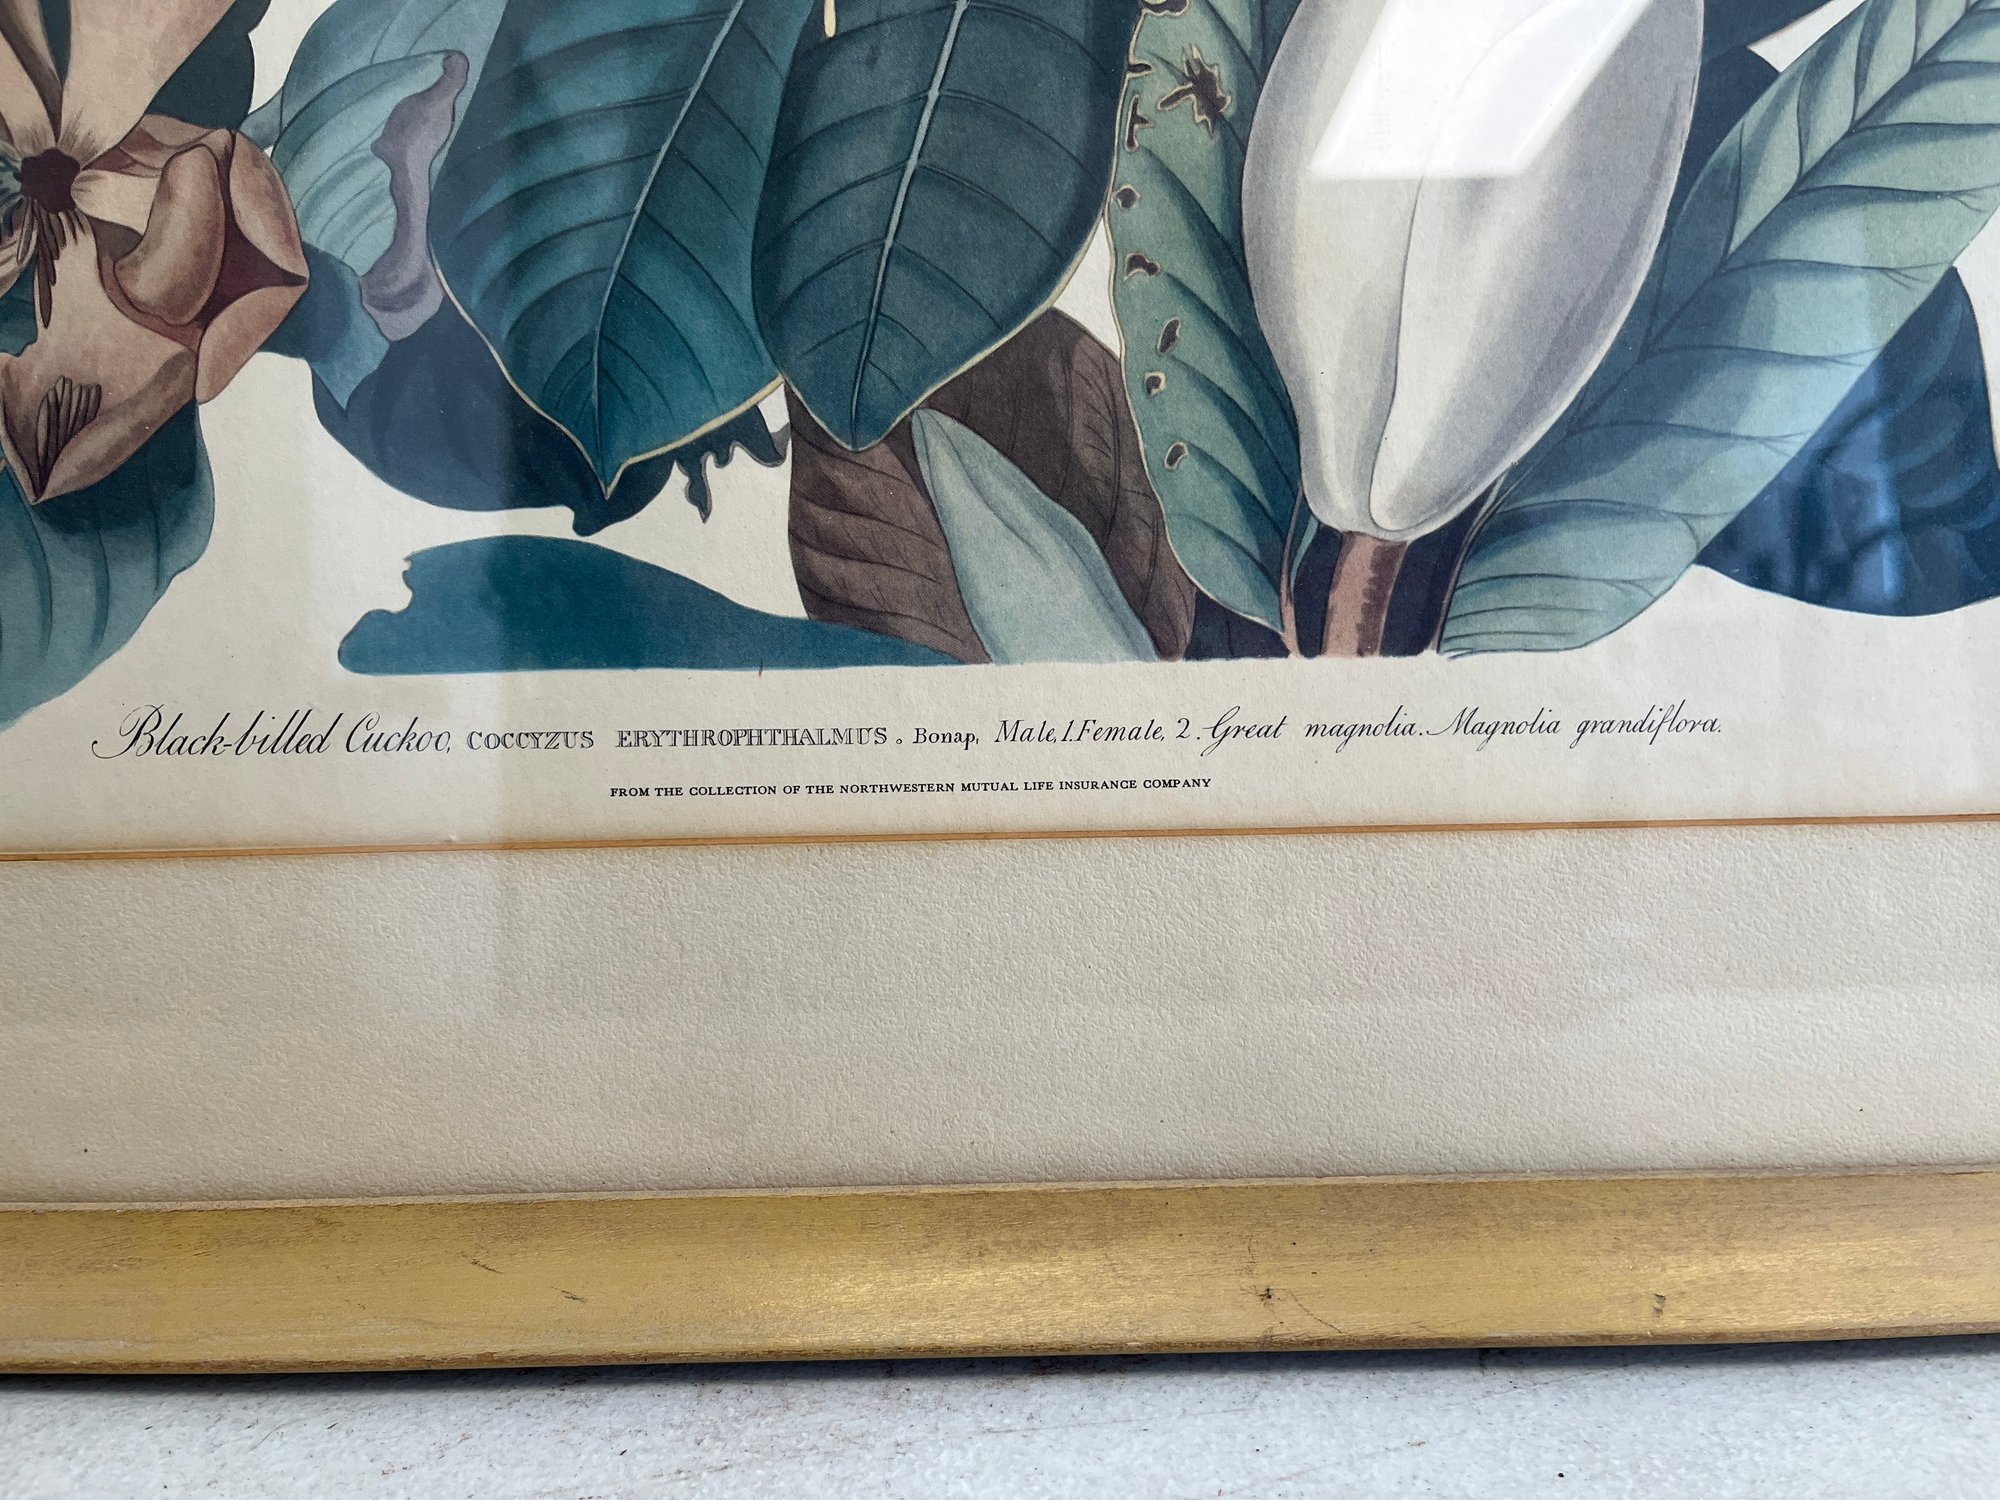 Black-billed Cuckoo, COCCYZUS ERYTHROPHTHALMUS. Bonap, Male, 1. Female, 2. Great magnolia. Magnolia grandiflora.
FROM THE COLLECTION OF THE NORTHWESTERN MUTUAL LIFE INSURANCE COMPANY